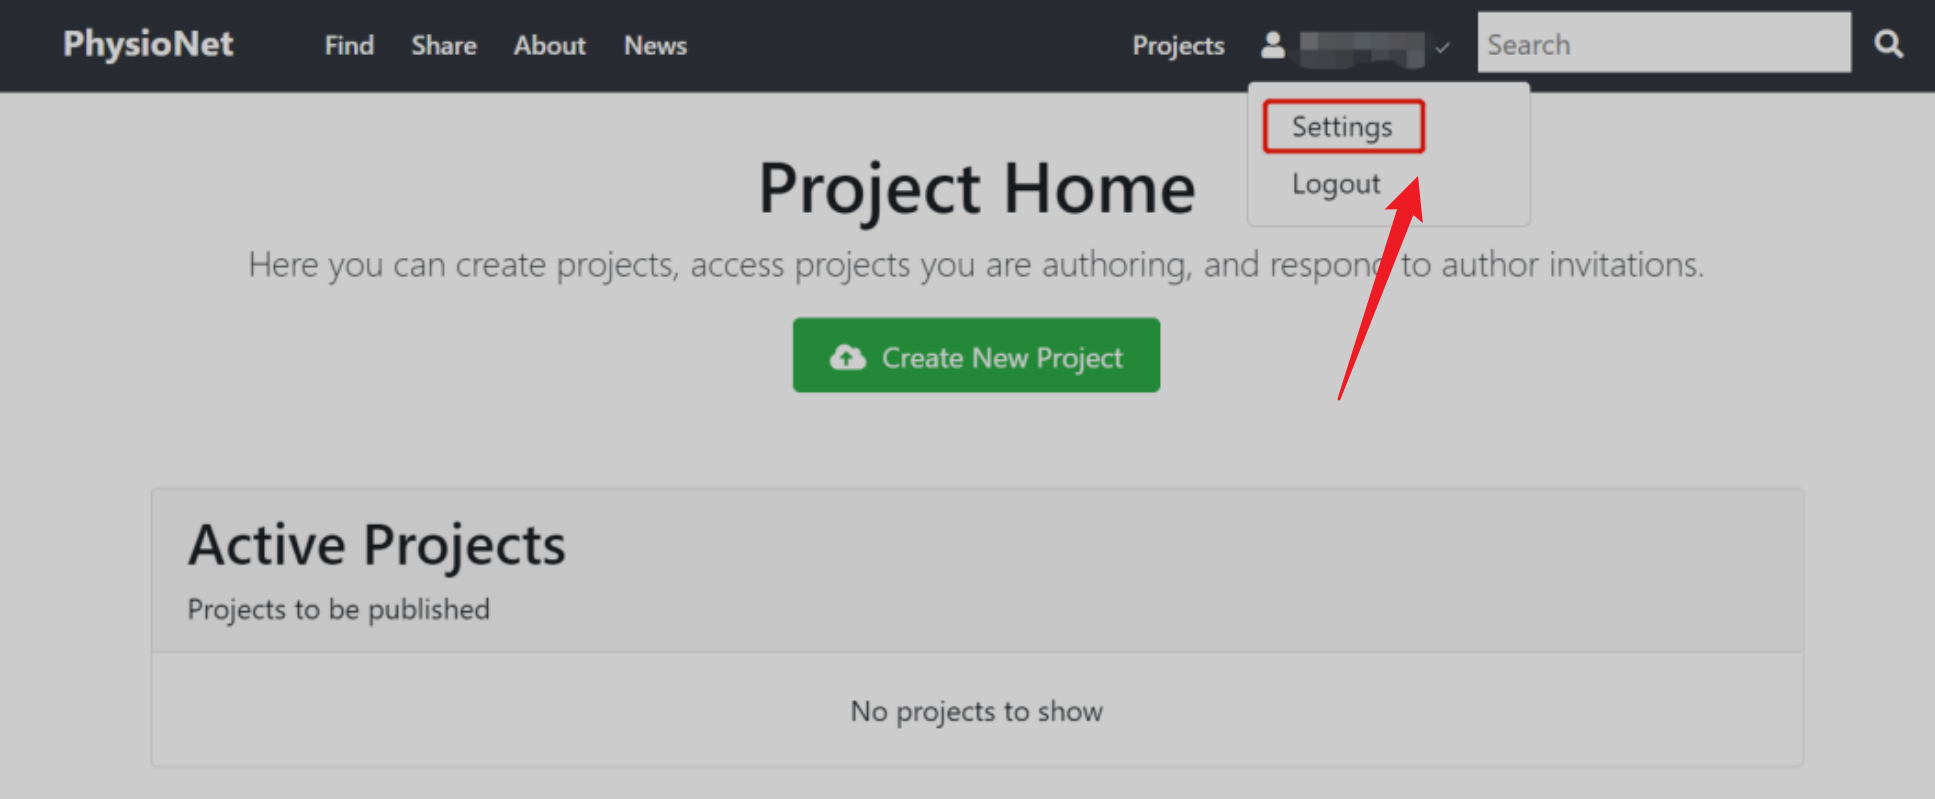 PhysioNet Find Share About News Projects Search
Settings
Logout
Project Home
Here you can create projects, access projects you are authoring, and respond to author invitations.
Create New Project
Active Projects
Projects to be published
No projects to show